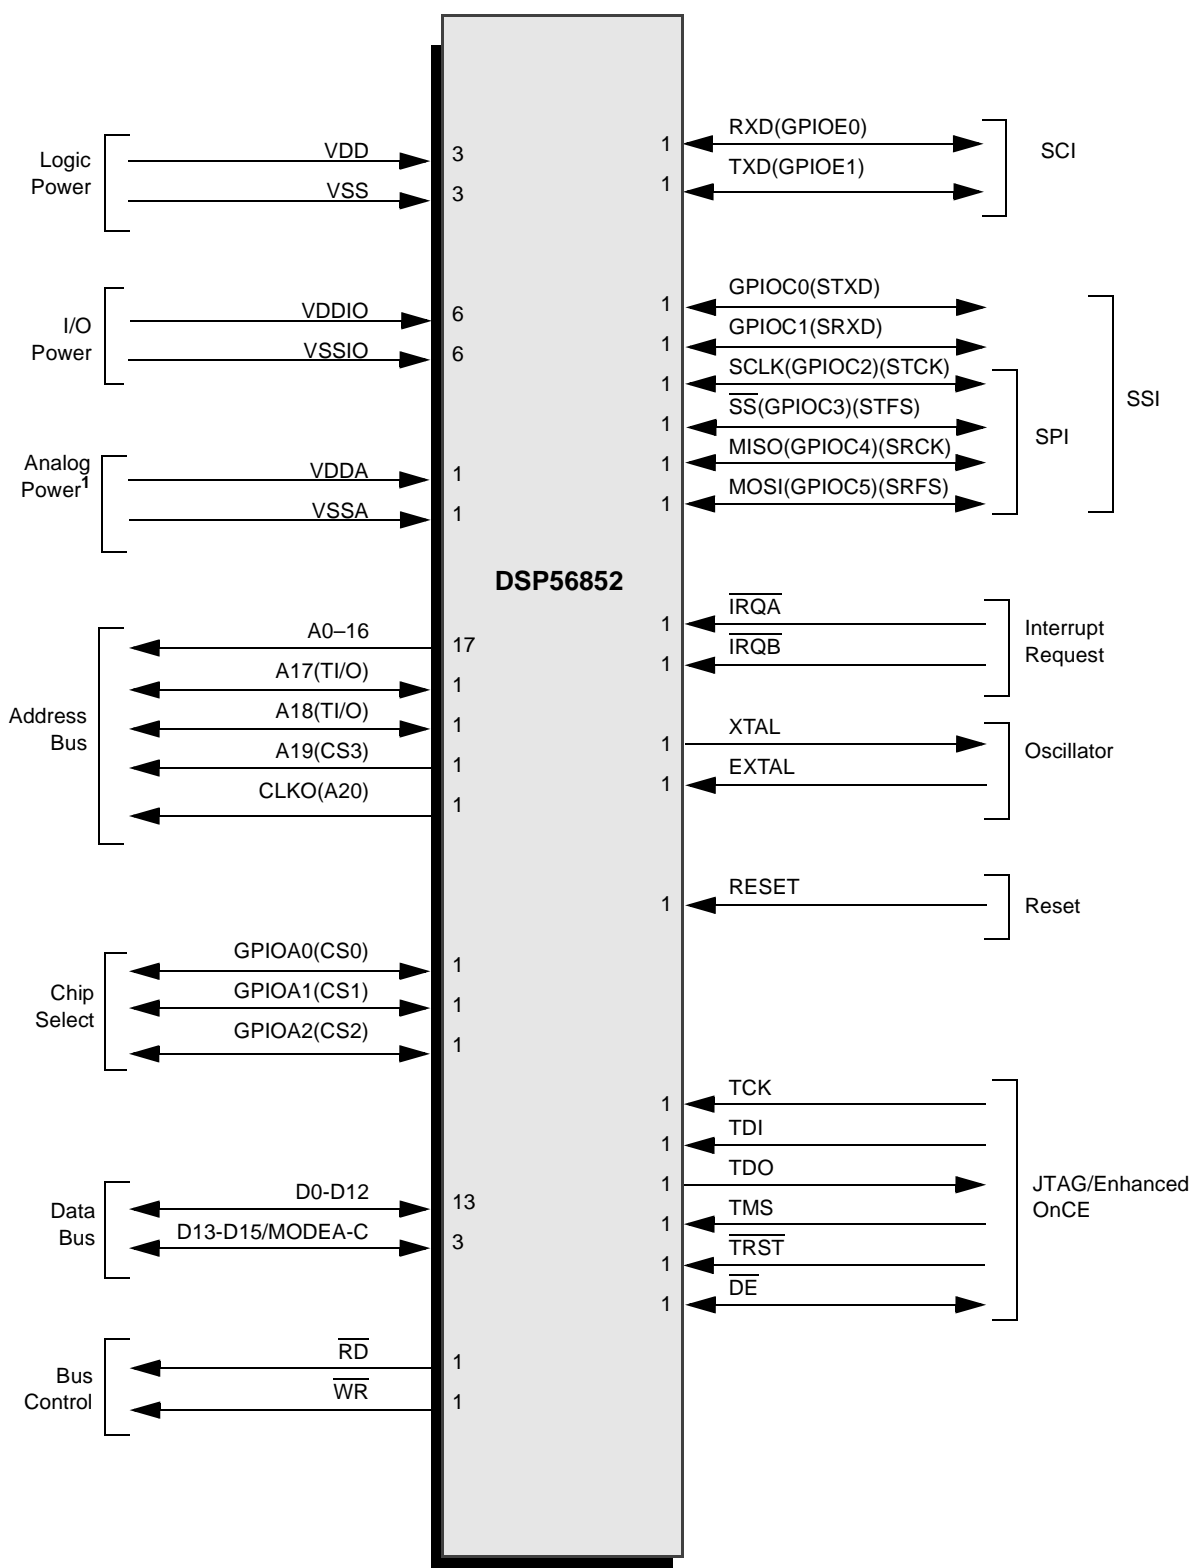 Logic
Power
VDD
3
VSS
3
I/O
Power
VDDIO
6
VSSIO
6
Analog
Power1
VDDA
1
VSSA
1
Address
Bus
A0–16
17
A17(TI/O)
1
A18(TI/O)
1
A19(CS3)
1
CLKO(A20)
1
Chip
Select
GPIOA0(CS0)
1
GPIOA1(CS1)
1
GPIOA2(CS2)
1
Data
Bus
D0-D12
13
D13-D15/MODEA-C
3
Bus
Control
RD
1
WR
1
DSP56852
1
RXD(GPIOE0)
1
TXD(GPIOE1)
SCI
1
GPIOC0(STXD)
1
GPIOC1(SRXD)
1
SCLK(GPIOC2)(STCK)
1
SS(GPIOC3)(STFS)
1
MISO(GPIOC4)(SRCK)
1
MOSI(GPIOC5)(SRFS)
SPI
SSI
1
IRQA
1
IRQB
Interrupt
Request
1
XTAL
1
EXTAL
Oscillator
1
RESET
Reset
1
TCK
1
TDI
1
TDO
1
TMS
1
TRST
1
DE
JTAG/Enhanced
OnCE